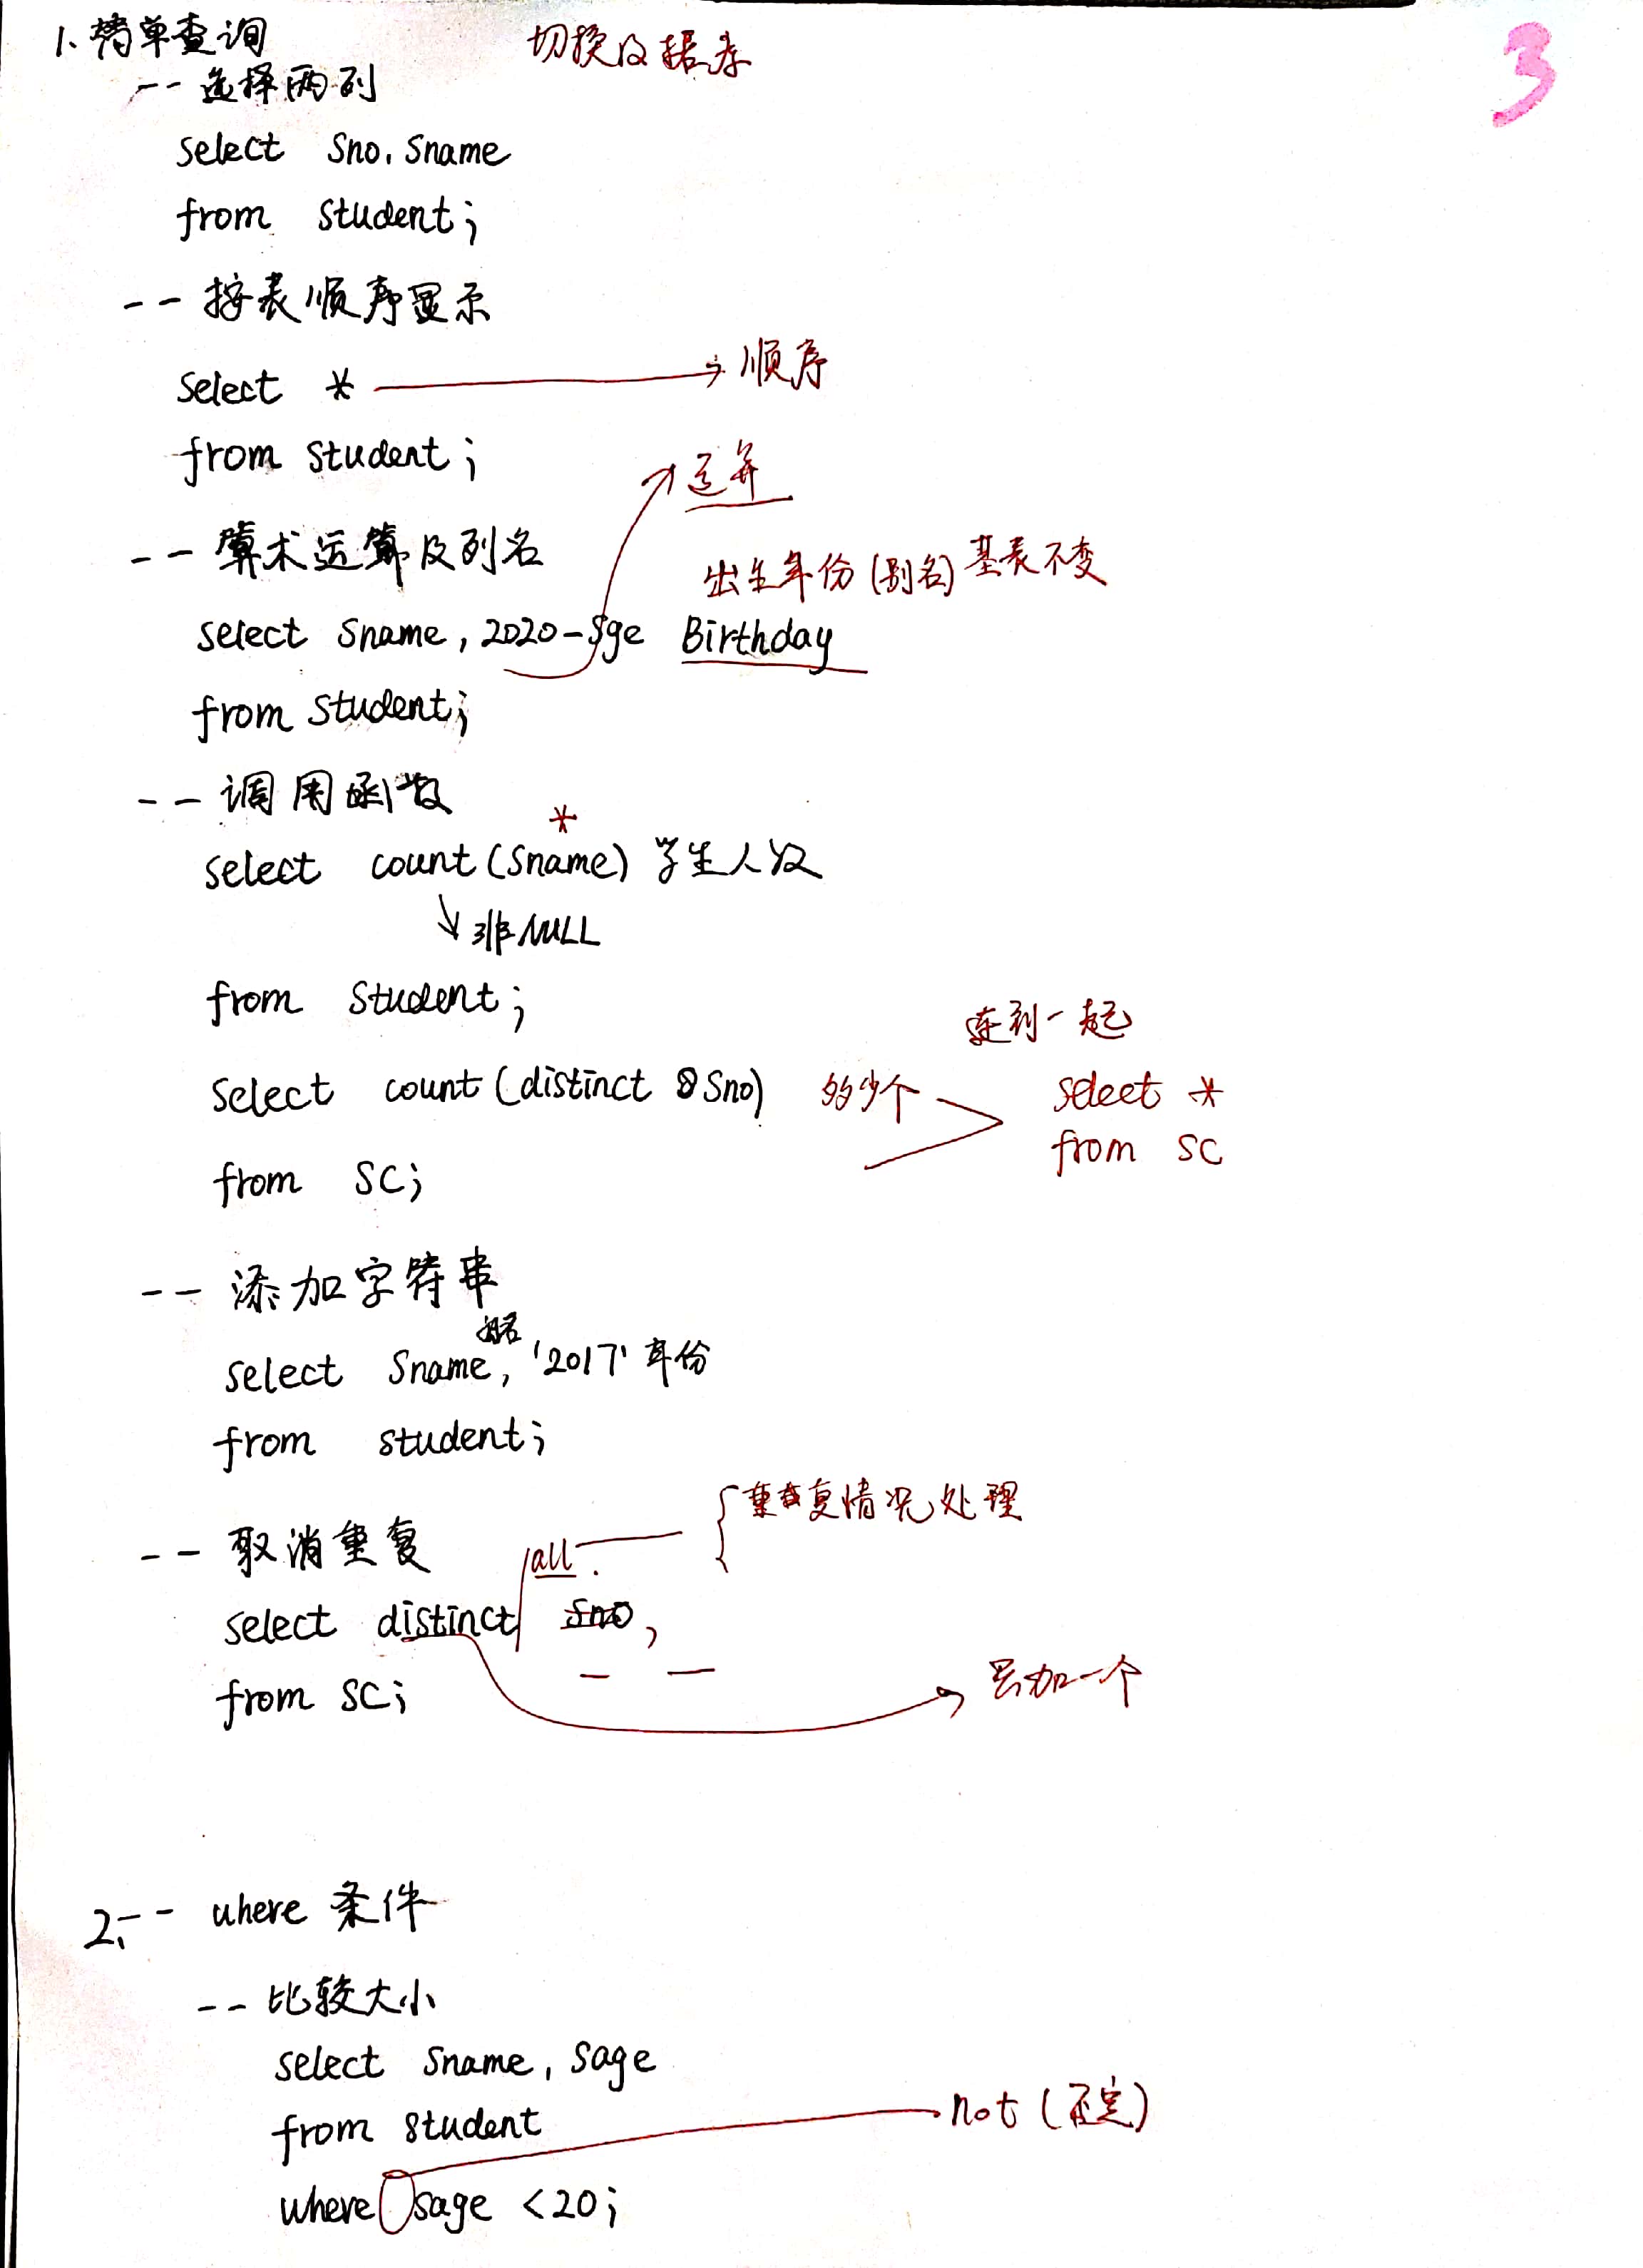 1、简单查询
切换数据库
3
-- 选择两列
select Sno, Sname
from Student;
-- 按表顺序显示
select * → 顺序
from Student;
运算
-- 算术运算及列名
出生年份(别名) 基表不变
select Sname, 2020-Sge Birthday
from Student;
-- 调用函数
*
select count(Sname) 学生人数
↘ 非NULL
from Student;
连到一起
select count(distinct Sno) 多少个
select *
from SC
from SC;
-- 添加字符串
select Sname, '2017' 年份
from student;
重复情况处理
-- 取消重复
all
select distinct Sno,
from SC; 只加一个
2、-- where 条件
-- 比较大小
select Sname, Sage
from student
not (否定)
where sage <20;